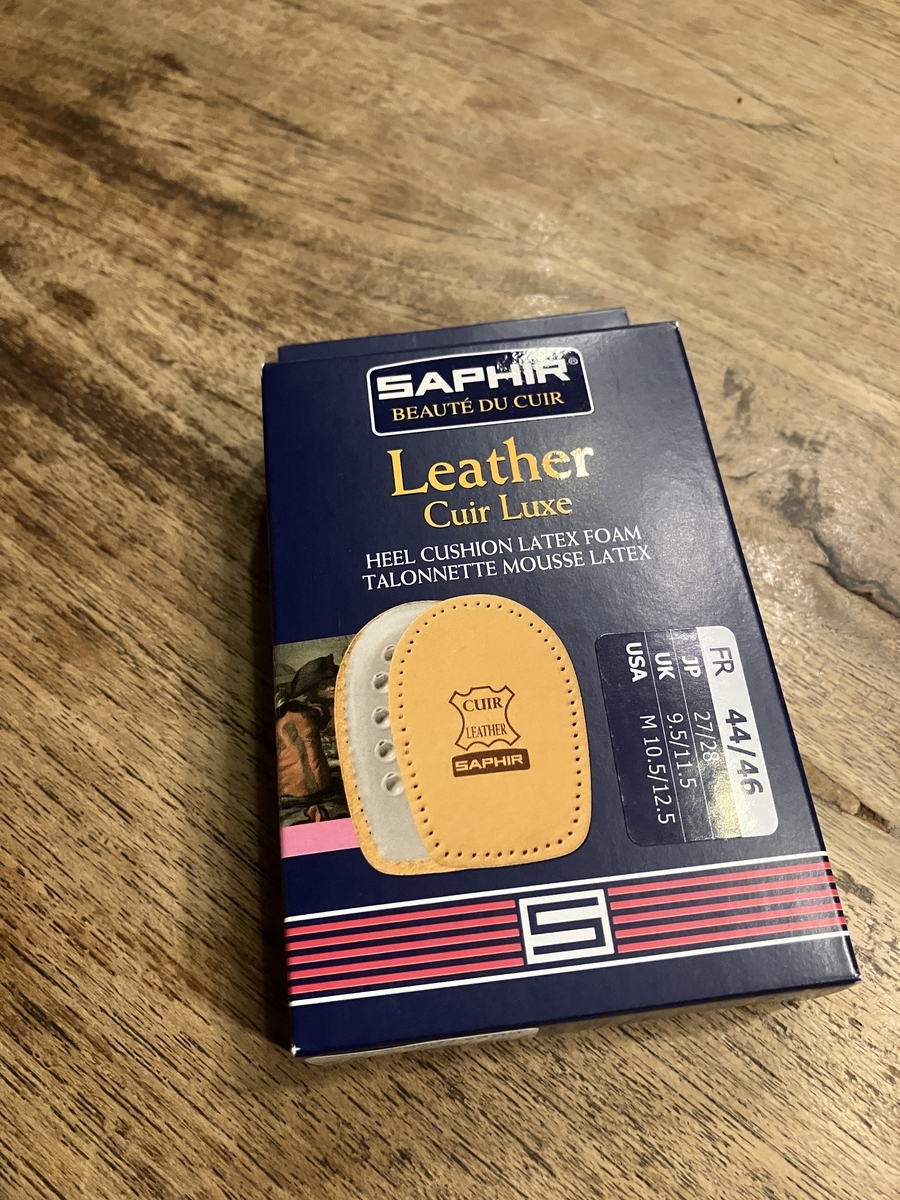 SAPHIR®
BEAUTÉ DU CUIR
Leather
Cuir Luxe
HEEL CUSHION LATEX FOAM
TALONNETTE MOUSSE LATEX
CUIR
LEATHER
SAPHIR
FR 44/46
JP 27/28
UK 9.5/11.5
USA M 10.5/12.5
S